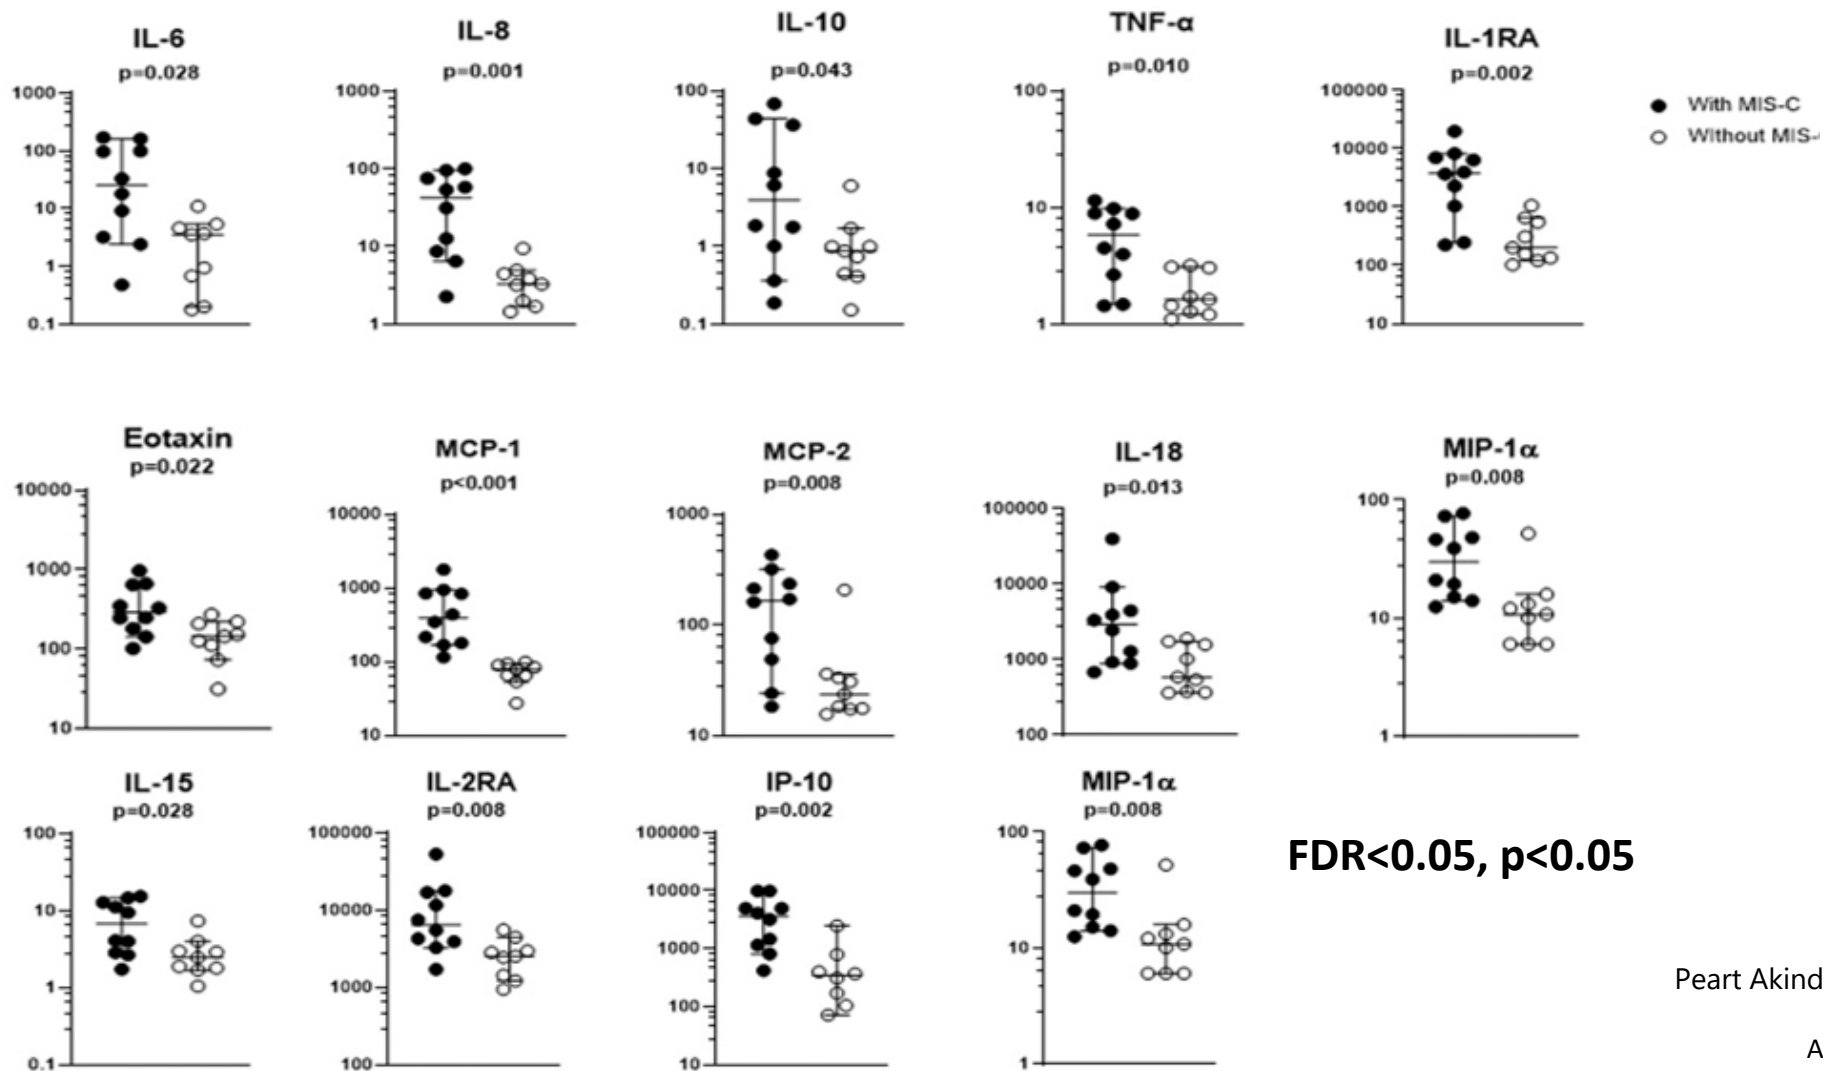 IL-6
p=0.028
1000
100
10
1
0.1
IL-8
p=0.001
1000
100
10
1
IL-10
p=0.043
100
10
1
0.1
TNF-α
p=0.010
100
10
1
IL-1RA
p=0.002
100000
10000
1000
100
10
With MIS-C
WIthout MIS-
Eotaxin
p=0.022
10000
1000
100
10
MCP-1
p<0.001
10000
1000
100
10
MCP-2
p=0.008
1000
100
10
IL-18
p=0.013
100000
10000
1000
100
MIP-1α
p=0.008
100
10
1
IL-15
p=0.028
100
10
1
0.1
IL-2RA
p=0.008
100000
10000
1000
100
IP-10
p=0.002
100000
10000
1000
100
10
MIP-1α
p=0.008
100
10
1
FDR<0.05, p<0.05
Peart Akind
A